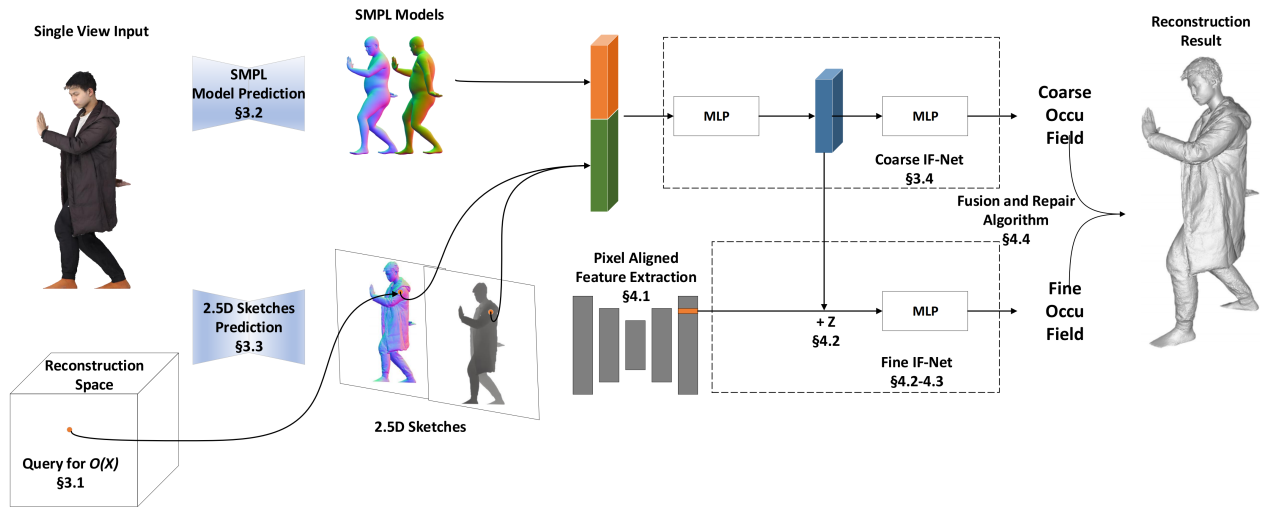 Single View Input
SMPL
Model Prediction
§3.2
SMPL Models
MLP
MLP
Coarse IF-Net
§3.4
Coarse
Occu
Field
Reconstruction
Result
Fusion and Repair
Algorithm
§4.4
2.5D Sketches
Prediction
§3.3
Reconstruction
Space
Query for O(X)
§3.1
2.5D Sketches
Pixel Aligned
Feature Extraction
§4.1
+ Z
§4.2
MLP
Fine IF-Net
§4.2-4.3
Fine
Occu
Field